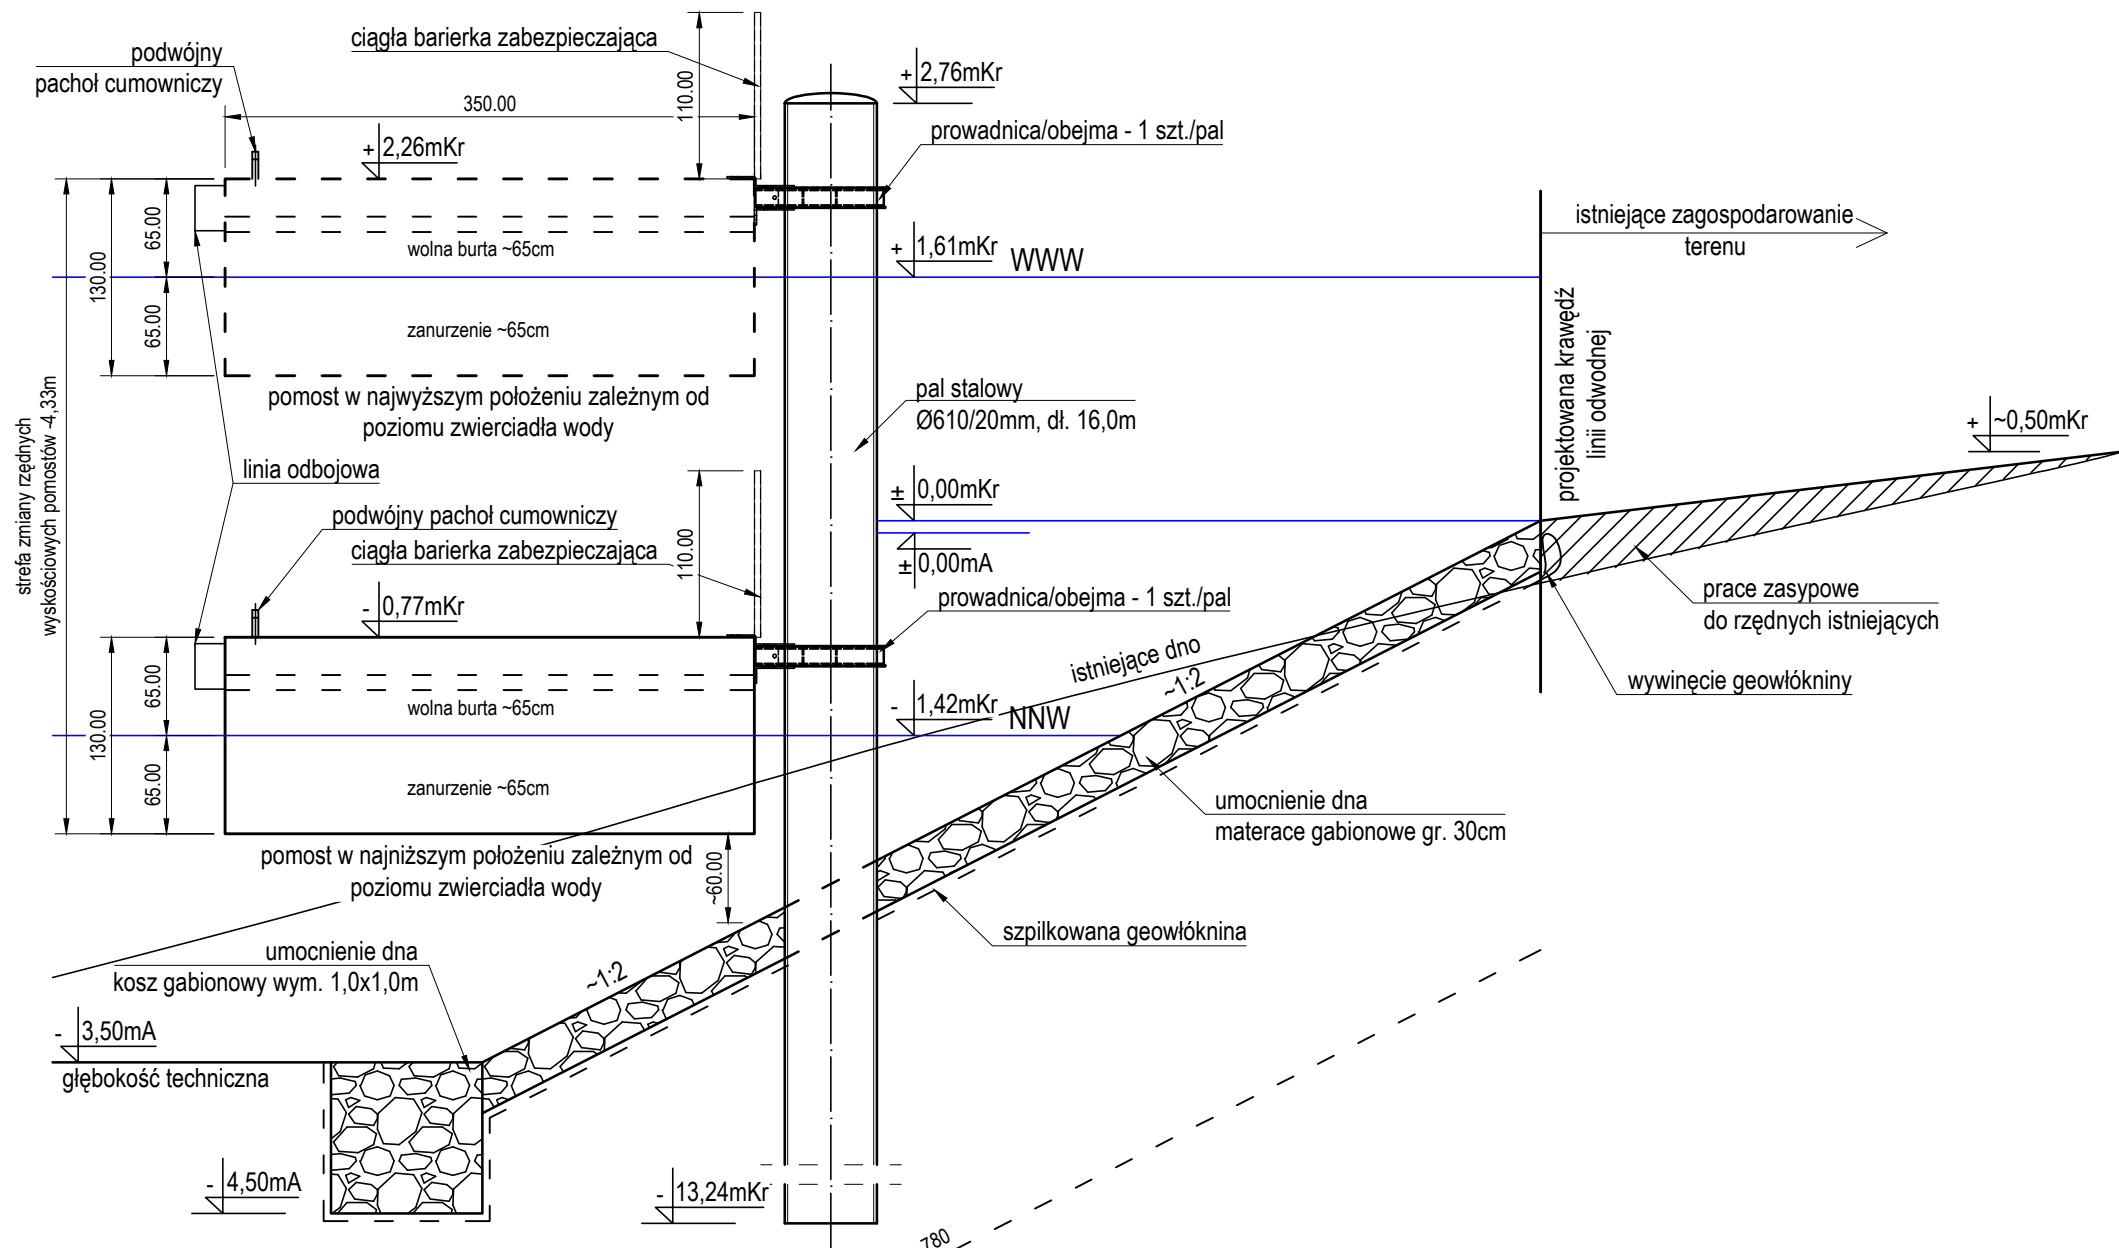 podwójny
pachoł cumowniczy
ciągła barierka zabezpieczająca
350.00
110.00
+ 2,76mKr
prowadnica/obejma - 1 szt./pal
+ 2,26mKr
65.00
130.00
65.00
wolna burta ~65cm
zanurzenie ~65cm
+ 1,61mKr WWW
istniejące zagospodarowanie
terenu
projektowana krawędź
linii odwodnej
pomost w najwyższym położeniu zależnym od
poziomu zwierciadła wody
pal stalowy
Ø610/20mm, dł. 16,0m
+ ~0,50mKr
strefa zmiany rzędnych
wyskościowych pomostów -4,33m
linia odbojowa
podwójny pachoł cumowniczy
ciągła barierka zabezpieczająca
110.00
± 0,00mKr
± 0,00mA
prowadnica/obejma - 1 szt./pal
- 0,77mKr
prace zasypowe
do rzędnych istniejących
wywinęcie geowłókniny
istniejące dno
~1:2
65.00
130.00
65.00
wolna burta ~65cm
zanurzenie ~65cm
- 1,42mKr NNW
umocnienie dna
materace gabionowe gr. 30cm
pomost w najniższym położeniu zależnym od
poziomu zwierciadła wody
~60.00
szpilkowana geowłóknina
umocnienie dna
kosz gabionowy wym. 1,0x1,0m
~1:2
- 3,50mA
głębokość techniczna
- 4,50mA
- 13,24mKr
780